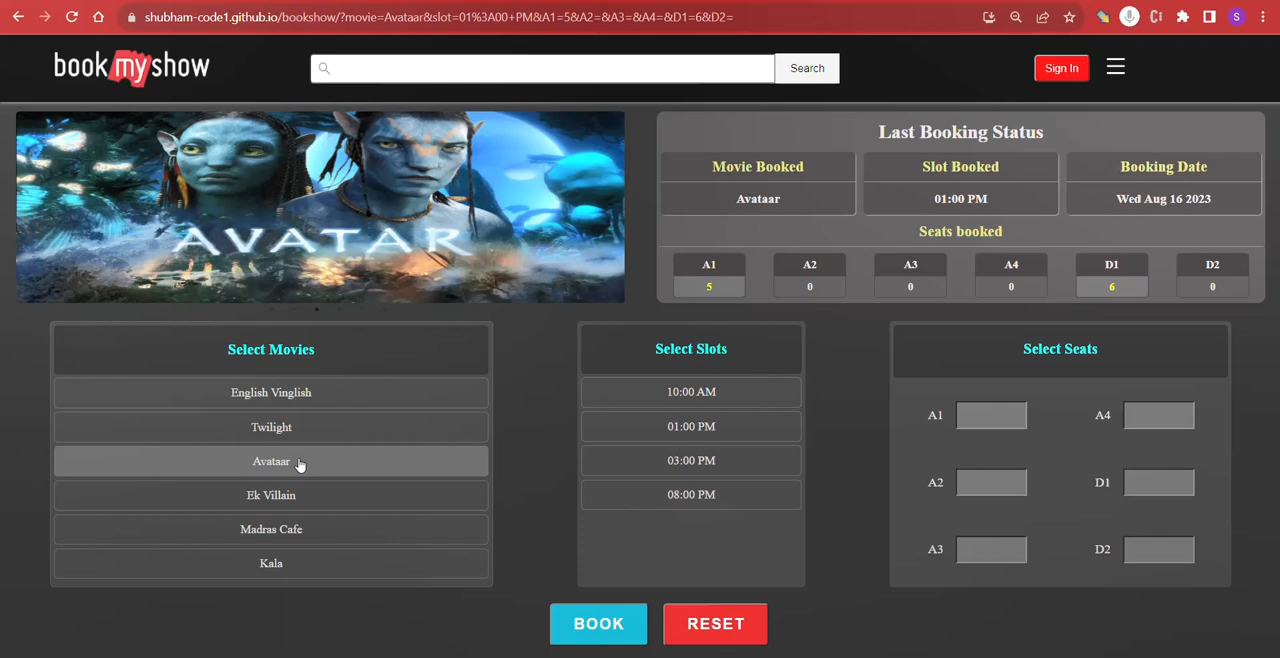 shubham-code1.github.io/bookshow/?movie=Avataar&slot=01%3A00+PM&A1=5&A2=&A3=&A4=&D1=6&D2=
S
bookmyshow
Search
Sign In
AVATAR
Last Booking Status
Movie Booked
Slot Booked
Booking Date
Avataar
01:00 PM
Wed Aug 16 2023
Seats booked
A1
A2
A3
A4
D1
D2
5
0
0
0
6
0
Select Movies
English Vinglish
Twilight
Avataar
Ek Villain
Madras Cafe
Kala
Select Slots
10:00 AM
01:00 PM
03:00 PM
08:00 PM
Select Seats
A1
A4
A2
D1
A3
D2
BOOK
RESET